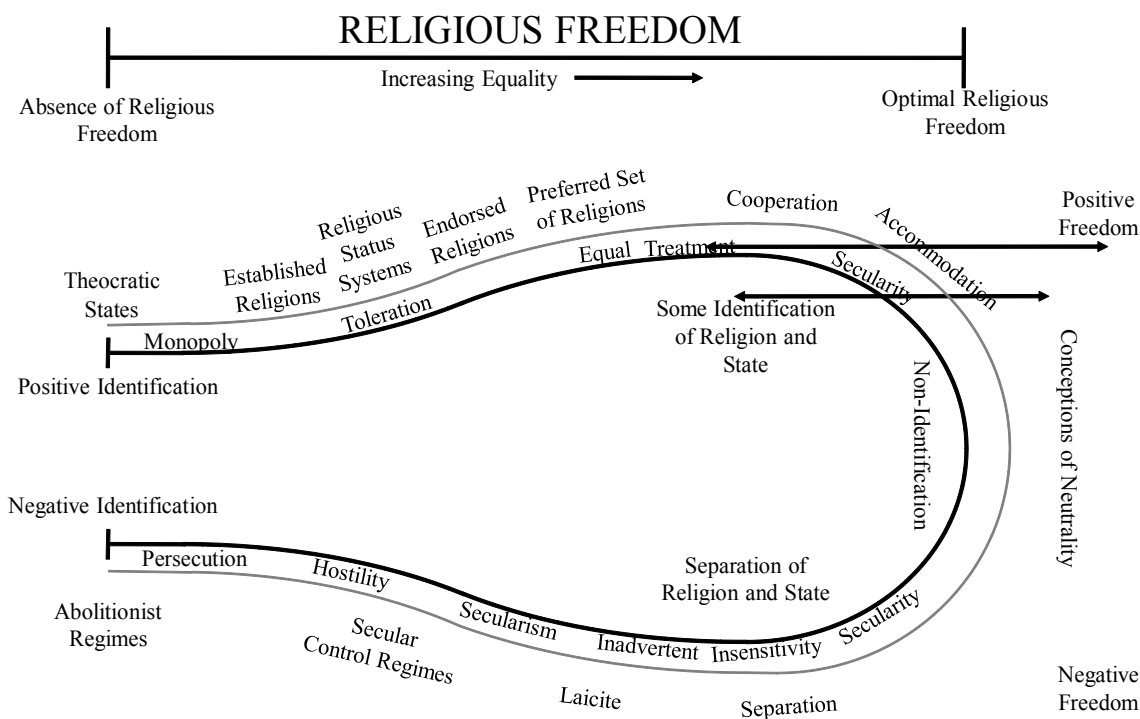 RELIGIOUS FREEDOM
Increasing Equality
Absence of Religious
Freedom
Optimal Religious
Freedom
Theocratic
States
Established
Religions
Religious
Status
Systems
Endorsed
Religions
Preferred Set
of Religions
Cooperation
Accommodation
Positive
Freedom
Monopoly
Toleration
Equal Treatment
Secularity
Positive Identification
Some Identification
of Religion and
State
Non-Identification
Conceptions of Neutrality
Negative Identification
Separation of
Religion and State
Persecution
Hostility
Secularism
Inadvertent Insensitivity
Secularity
Abolitionist
Regimes
Secular
Control Regimes
Laicite
Separation
Negative
Freedom